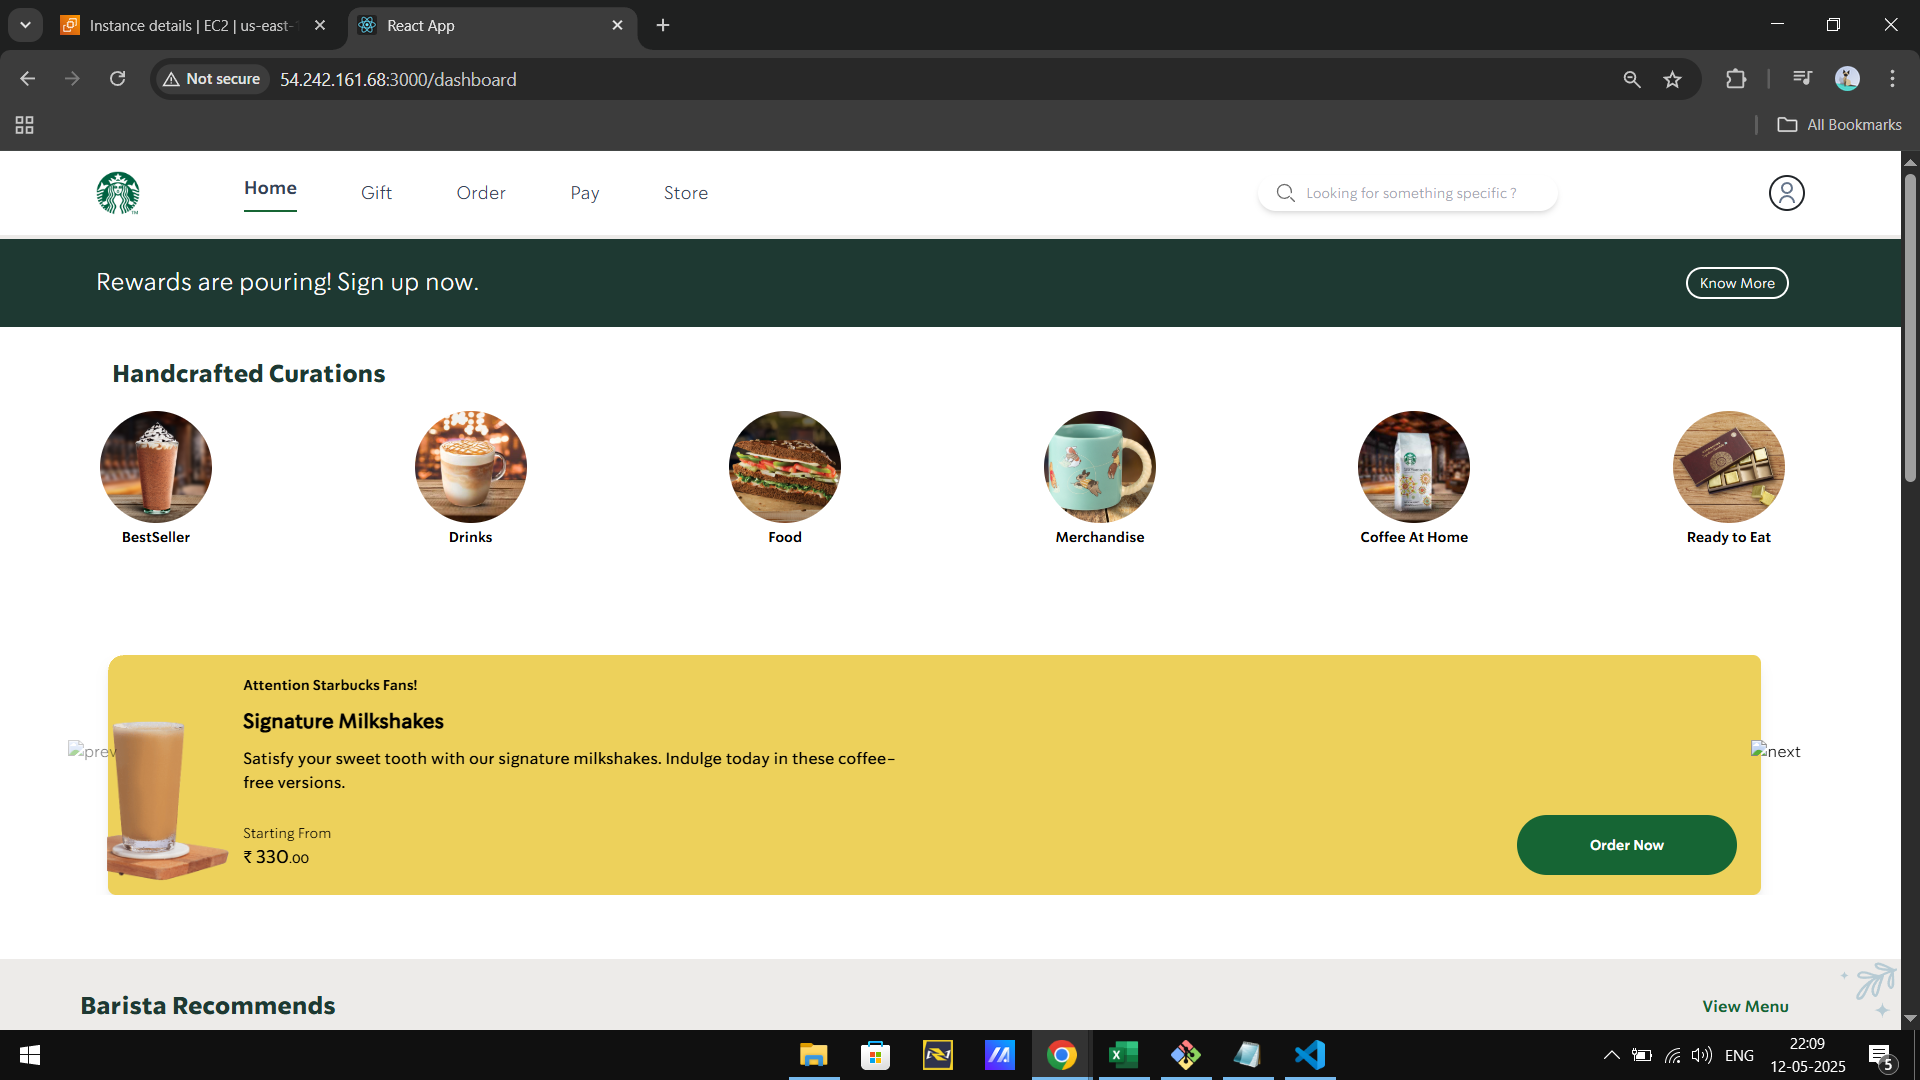 Instance details | EC2 | us-east-1
React App
Not secure
54.242.161.68:3000/dashboard
All Bookmarks
Home
Gift
Order
Pay
Store
Looking for something specific ?
Rewards are pouring! Sign up now.
Know More
Handcrafted Curations
BestSeller
Drinks
Food
Merchandise
Coffee At Home
Ready to Eat
Attention Starbucks Fans!
Signature Milkshakes
Satisfy your sweet tooth with our signature milkshakes. Indulge today in these coffee-
free versions.
prev
next
Starting From
₹ 330.00
Order Now
Barista Recommends
View Menu
ENG
22:09
12-05-2025
5